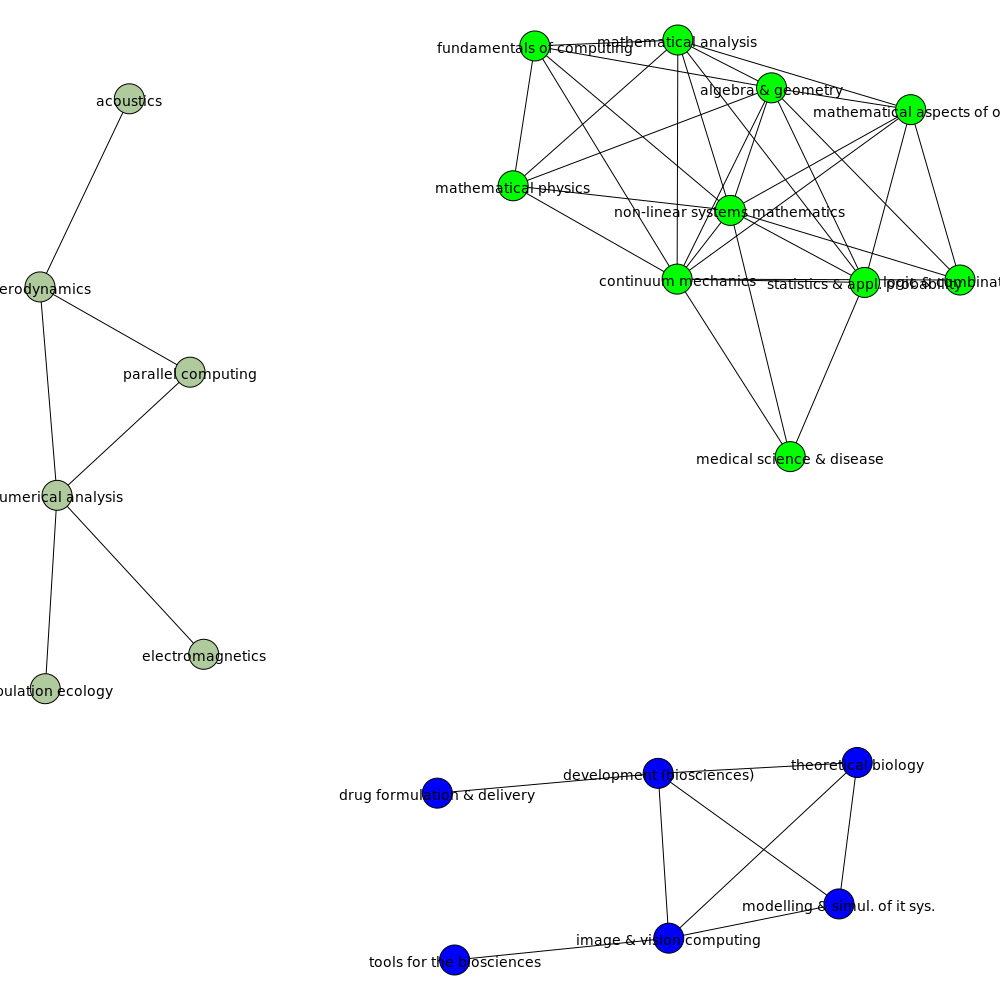 mathematical analysis
fundamentals of computing
algebra & geometry
acoustics
mathematical aspects of o
mathematical physics
non-linear systems mathematics
continuum mechanics
statistics & appl. probability
logic & combinat
erodynamics
parallel computing
medical science & disease
umerical analysis
electromagnetics
pulation ecology
theoretical biology
development (biosciences)
drug formulation & delivery
modelling & simul. of it sys.
image & vision computing
tools for the biosciences